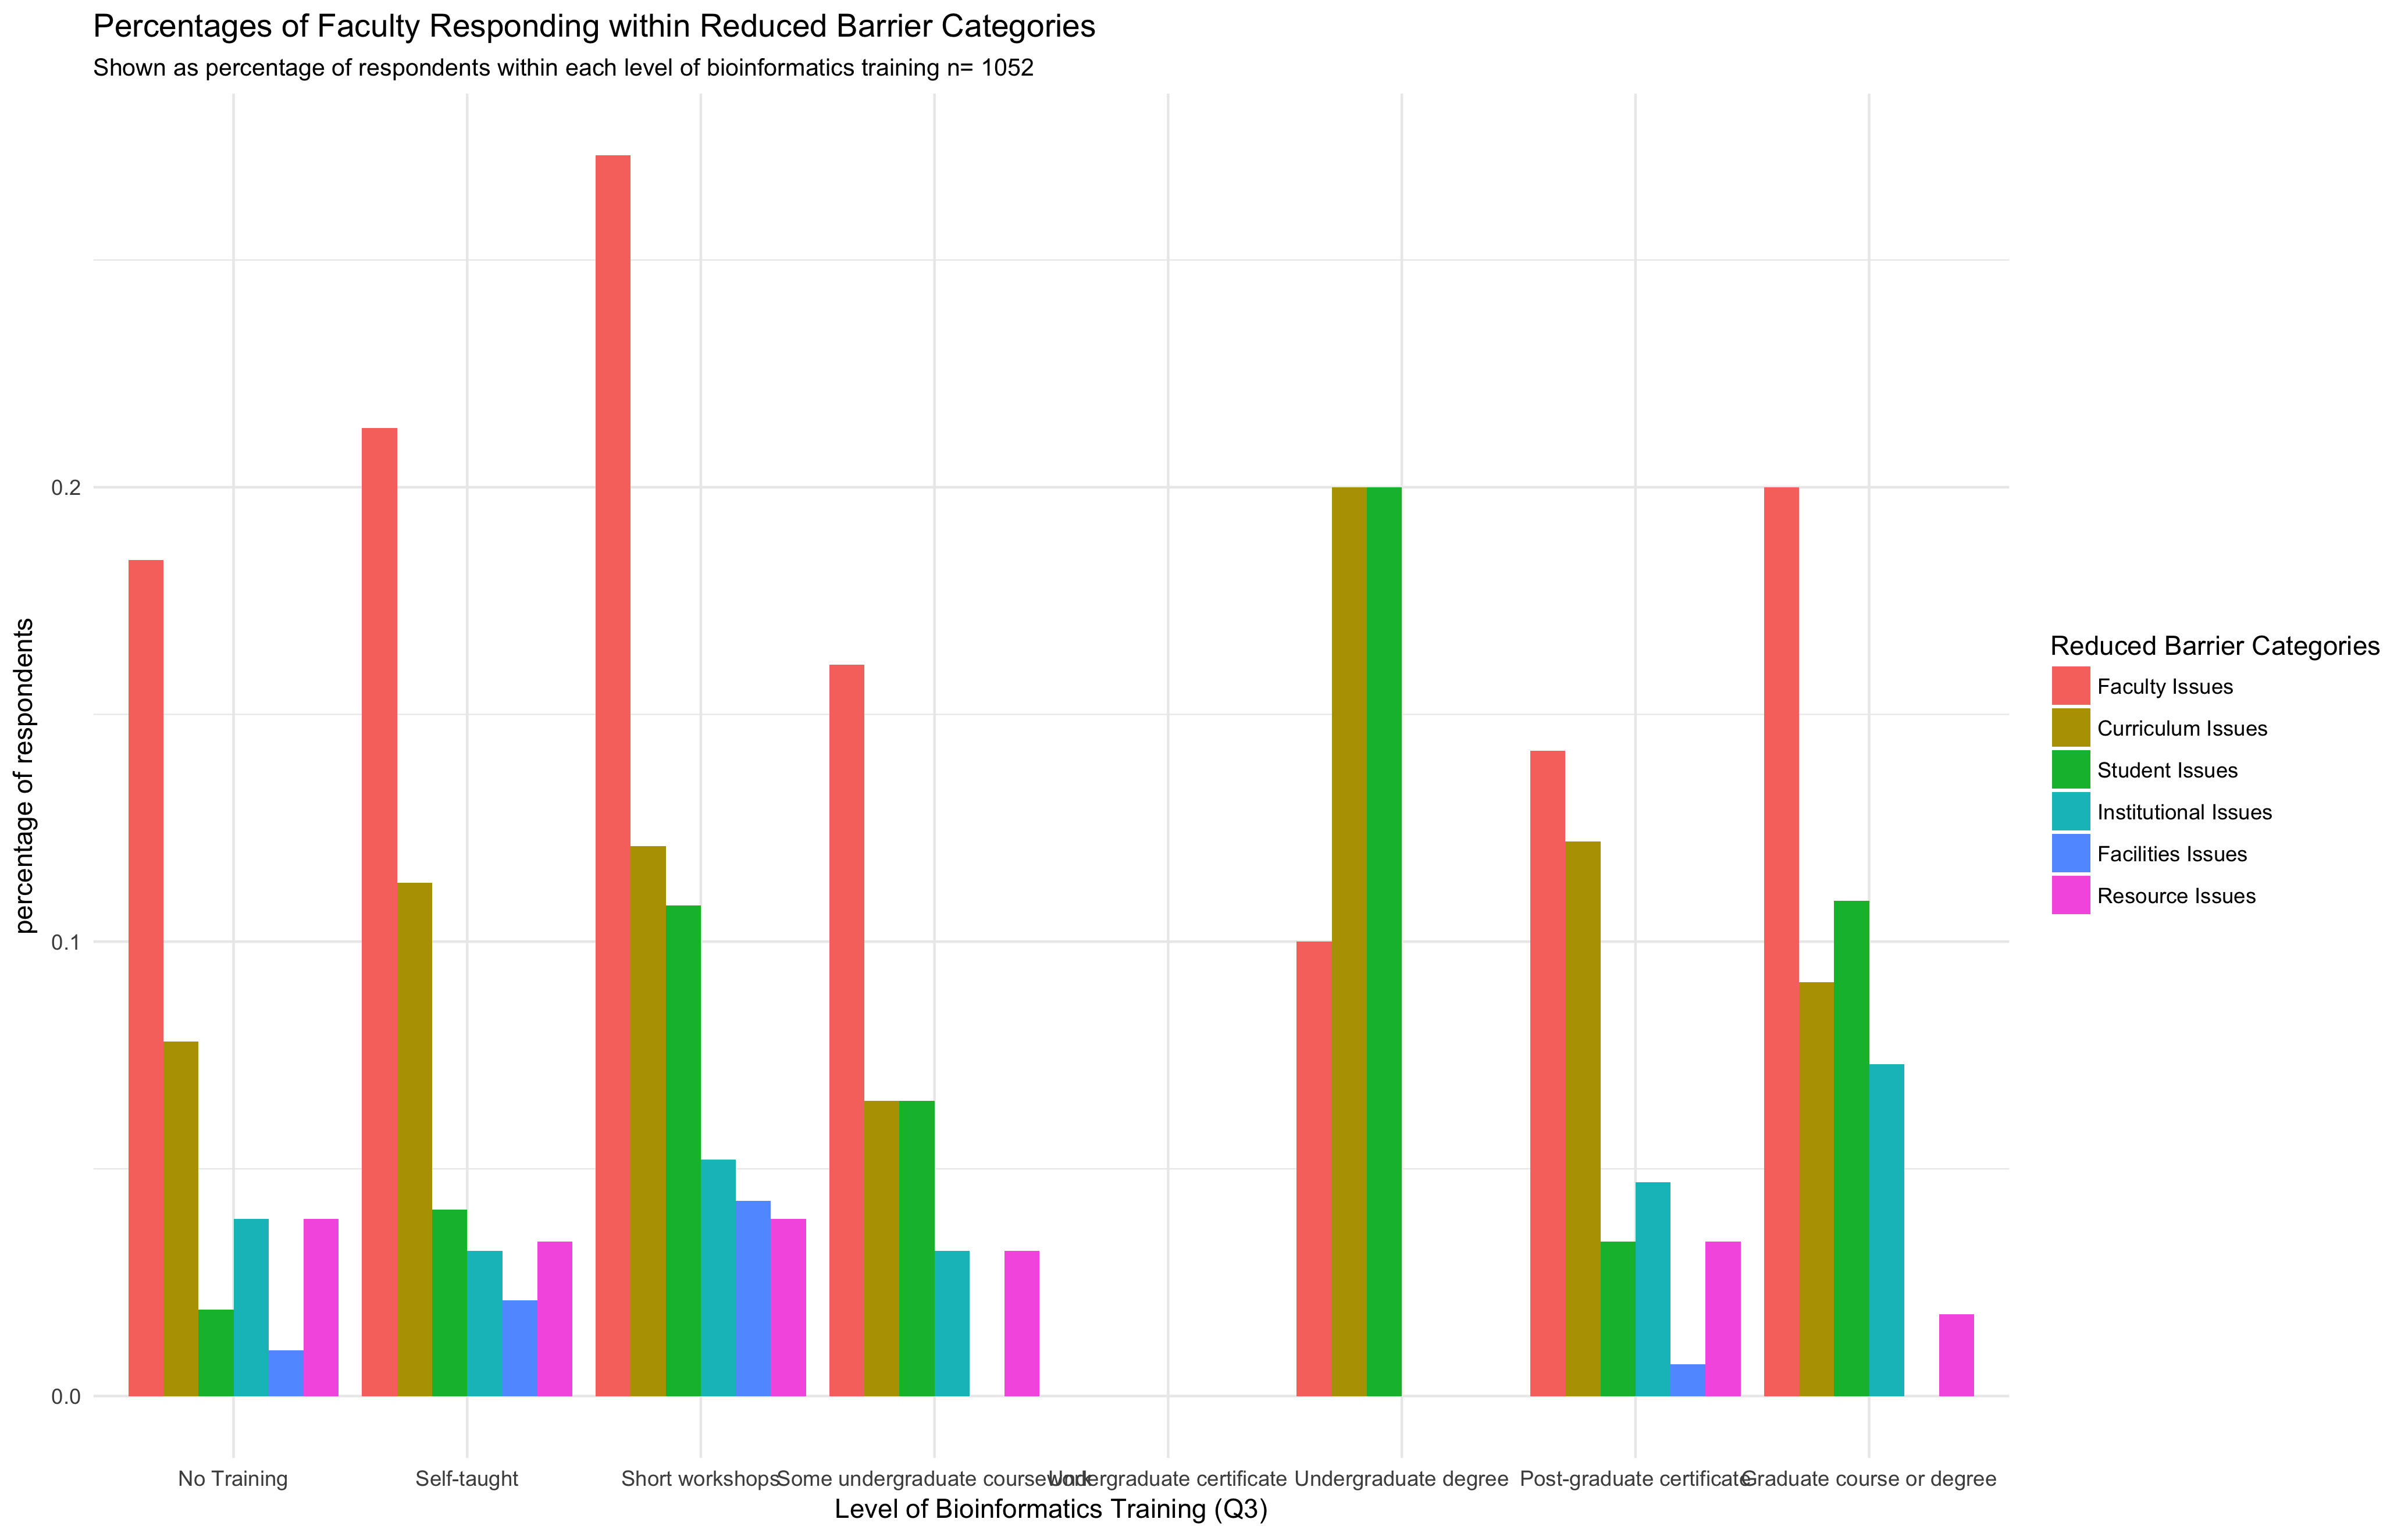 Percentages of Faculty Responding within Reduced Barrier Categories
Shown as percentage of respondents within each level of bioinformatics training n= 1052
percentage of respondents
0.2
0.1
0.0
No Training
Self-taught
Short workshops
Some undergraduate coursework
Undergraduate certificate
Undergraduate degree
Post-graduate certificate
Graduate course or degree
Level of Bioinformatics Training (Q3)
Reduced Barrier Categories
Faculty Issues
Curriculum Issues
Student Issues
Institutional Issues
Facilities Issues
Resource Issues